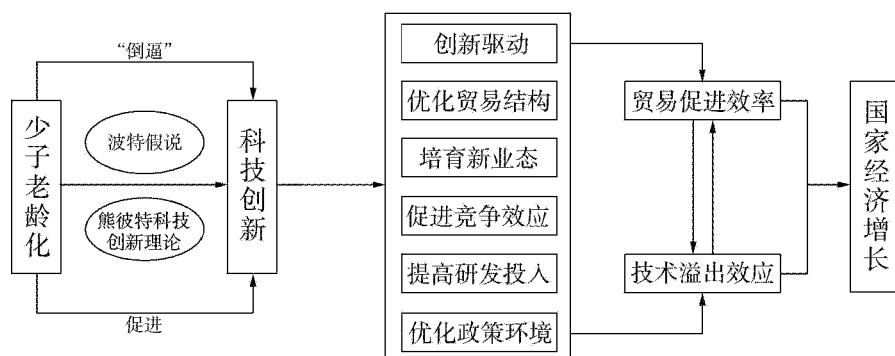 “倒逼”
少子老龄化
波特假说
熊彼特科技
创新理论
促进
科技创新
创新驱动
优化贸易结构
培育新业态
促进竞争效应
提高研发投入
优化政策环境
贸易促进效率
技术溢出效应
国家经济增长